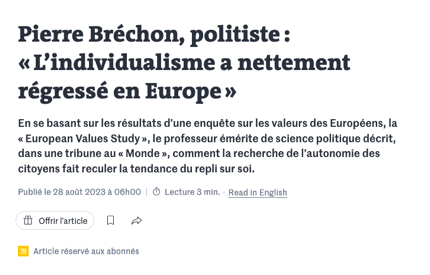 Pierre Bréchon, politiste :
« L’individualisme a nettement
régressé en Europe »
En se basant sur les résultats d’une enquête sur les valeurs des Européens, la
« European Values Study », le professeur émérite de science politique décrit,
dans une tribune au « Monde », comment la recherche de l’autonomie des
citoyens fait reculer la tendance du repli sur soi.
Publié le 28 août 2023 à 06h00 | Lecture 3 min. · Read in English
Offrir l’article
Article réservé aux abonnés